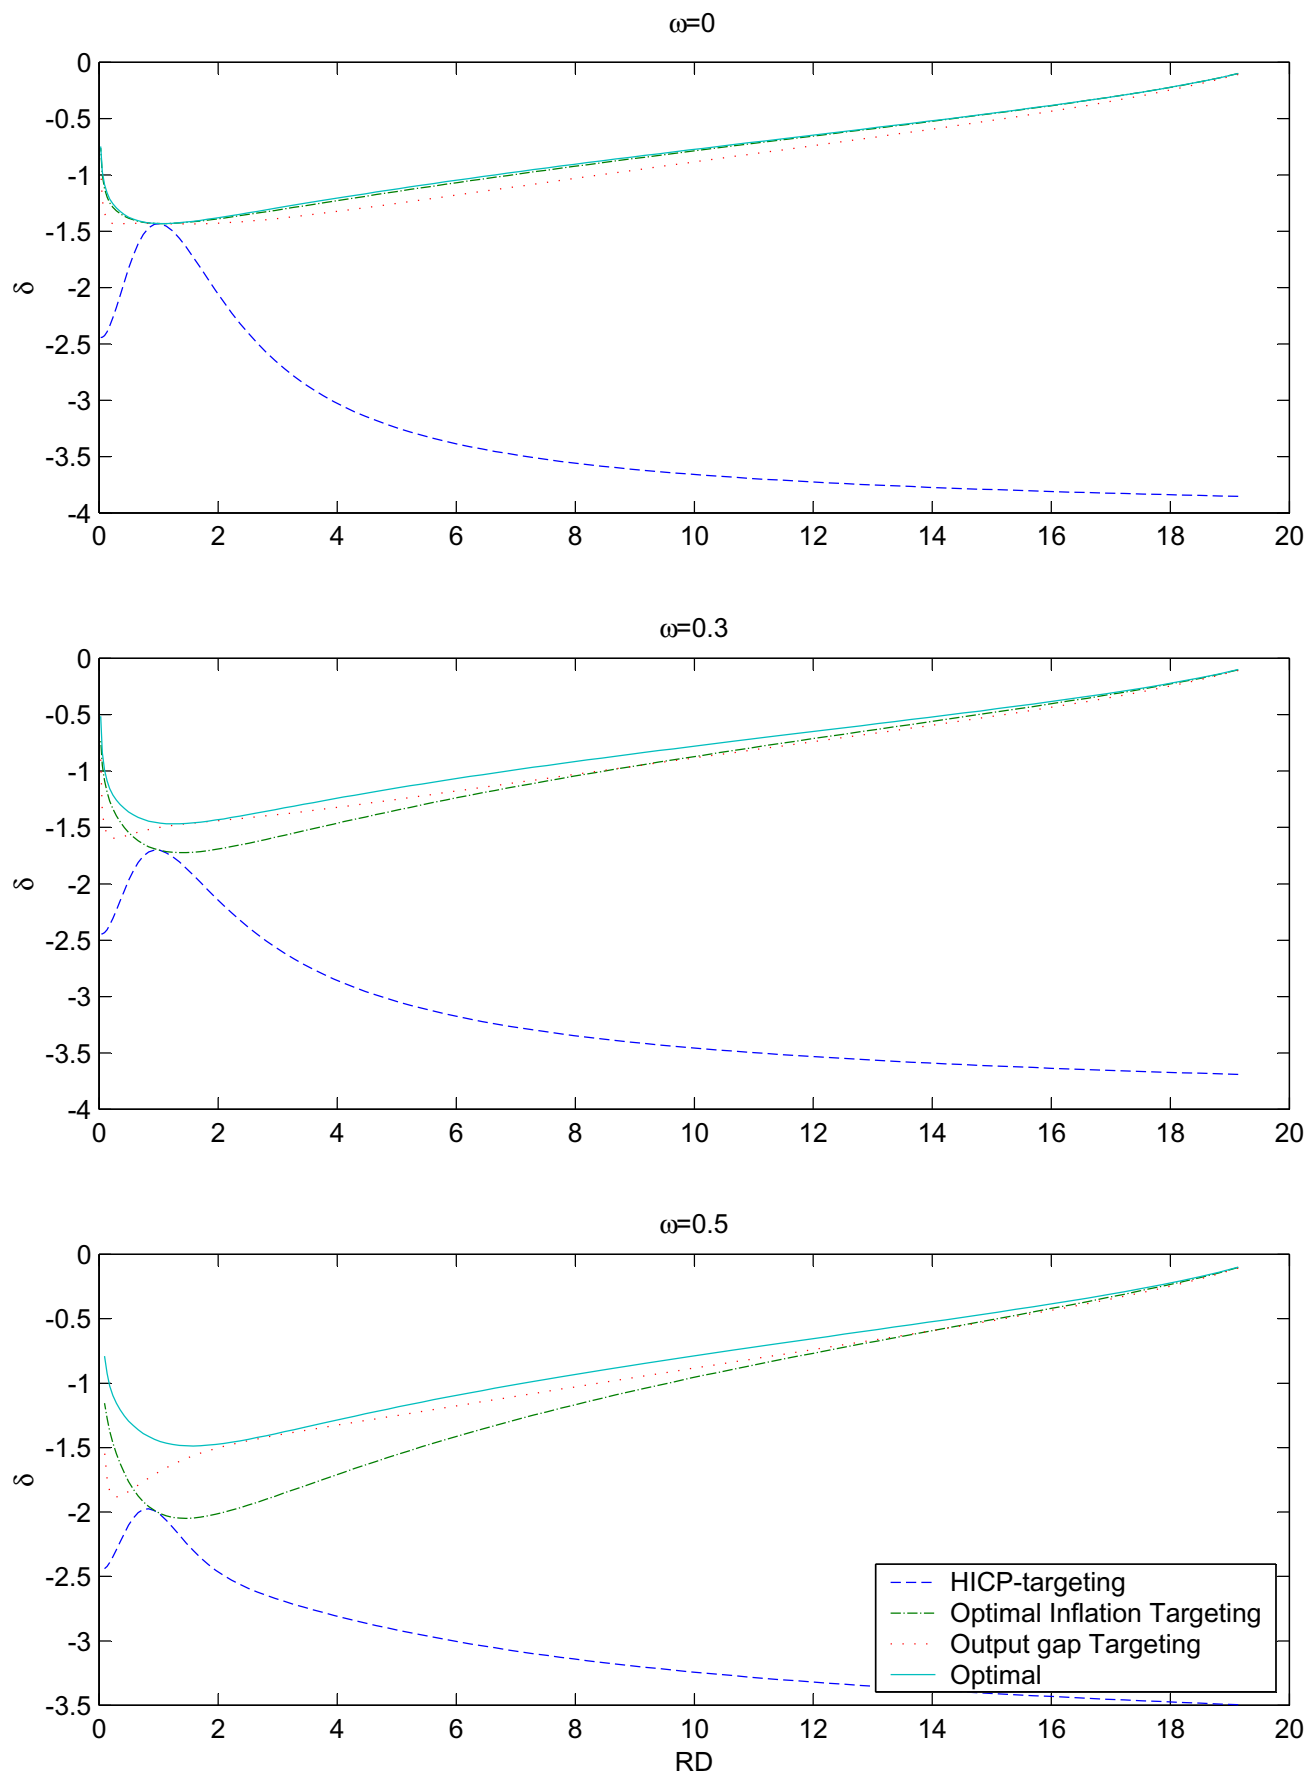 ω=0
0
-0.5
-1
-1.5
-2
-2.5
-3
-3.5
-4
δ
0 2 4 6 8 10 12 14 16 18 20
ω=0.3
0
-0.5
-1
-1.5
-2
-2.5
-3
-3.5
-4
δ
0 2 4 6 8 10 12 14 16 18 20
ω=0.5
0
-0.5
-1
-1.5
-2
-2.5
-3
-3.5
δ
HICP-targeting
Optimal Inflation Targeting
Output gap Targeting
Optimal
0 2 4 6 8 10 12 14 16 18 20
RD